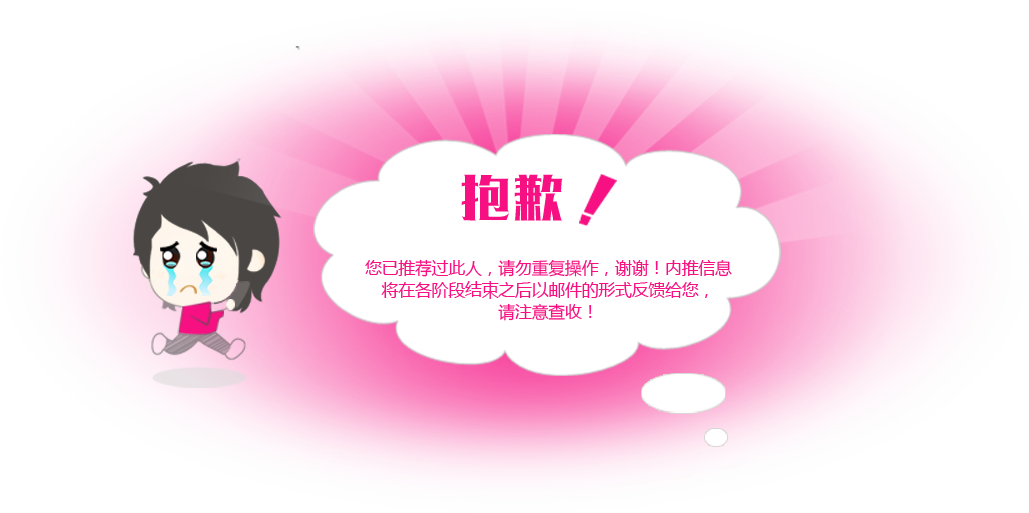 抱歉！
您已推荐过此人，请勿重复操作，谢谢！内推信息
将在各阶段结束之后以邮件的形式反馈给您，
请注意查收！